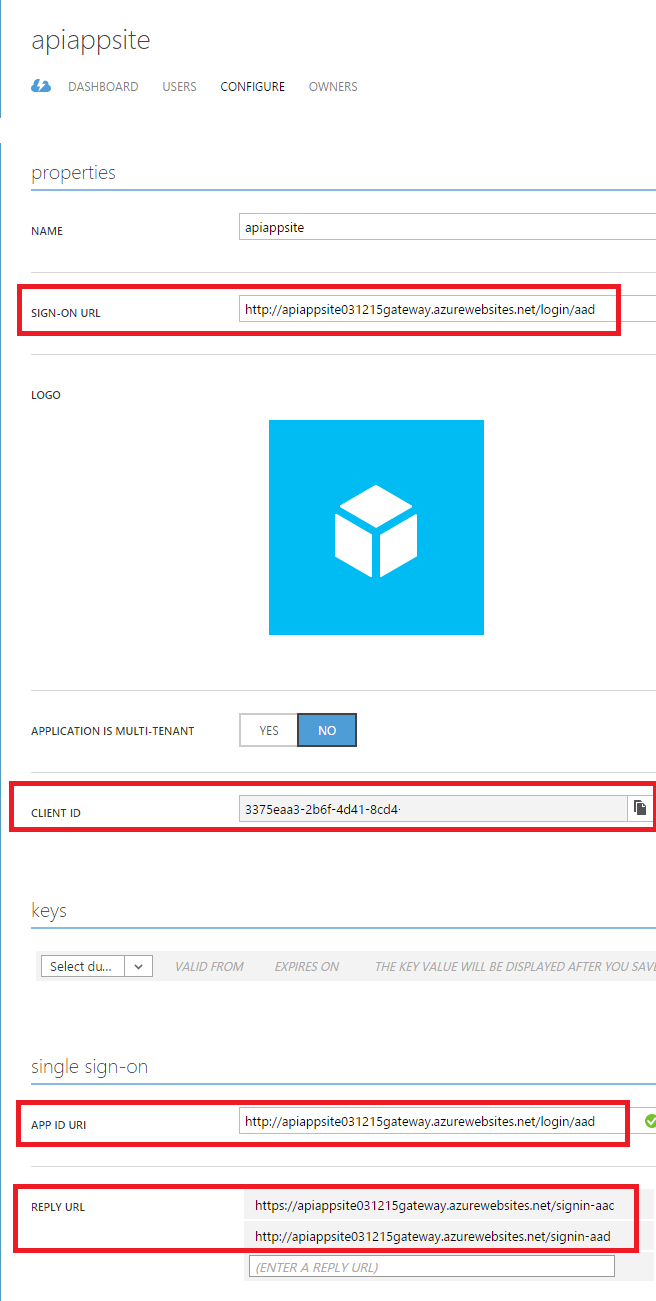 apiappsite
DASHBOARD USERS CONFIGURE OWNERS
properties
NAME apiappsite
SIGN-ON URL http://apiappsite031215gateway.azurewebsites.net/login/aad
LOGO
APPLICATION IS MULTI-TENANT YES NO
CLIENT ID 3375eaa3-2b6f-4d41-8cd4-
keys
Select du... VALID FROM EXPIRES ON THE KEY VALUE WILL BE DISPLAYED AFTER YOU SAVE
single sign-on
APP ID URI http://apiappsite031215gateway.azurewebsites.net/login/aad
REPLY URL https://apiappsite031215gateway.azurewebsites.net/signin-aad
http://apiappsite031215gateway.azurewebsites.net/signin-aad
(ENTER A REPLY URL)